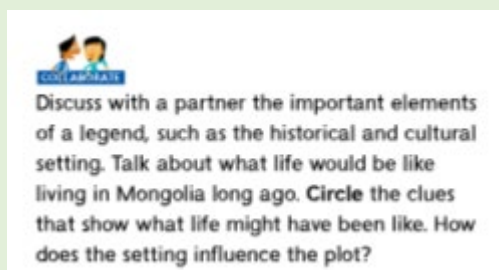 COLLABORATE
Discuss with a partner the important elements
of a legend, such as the historical and cultural
setting. Talk about what life would be like
living in Mongolia long ago. Circle the clues
that show what life might have been like. How
does the setting influence the plot?